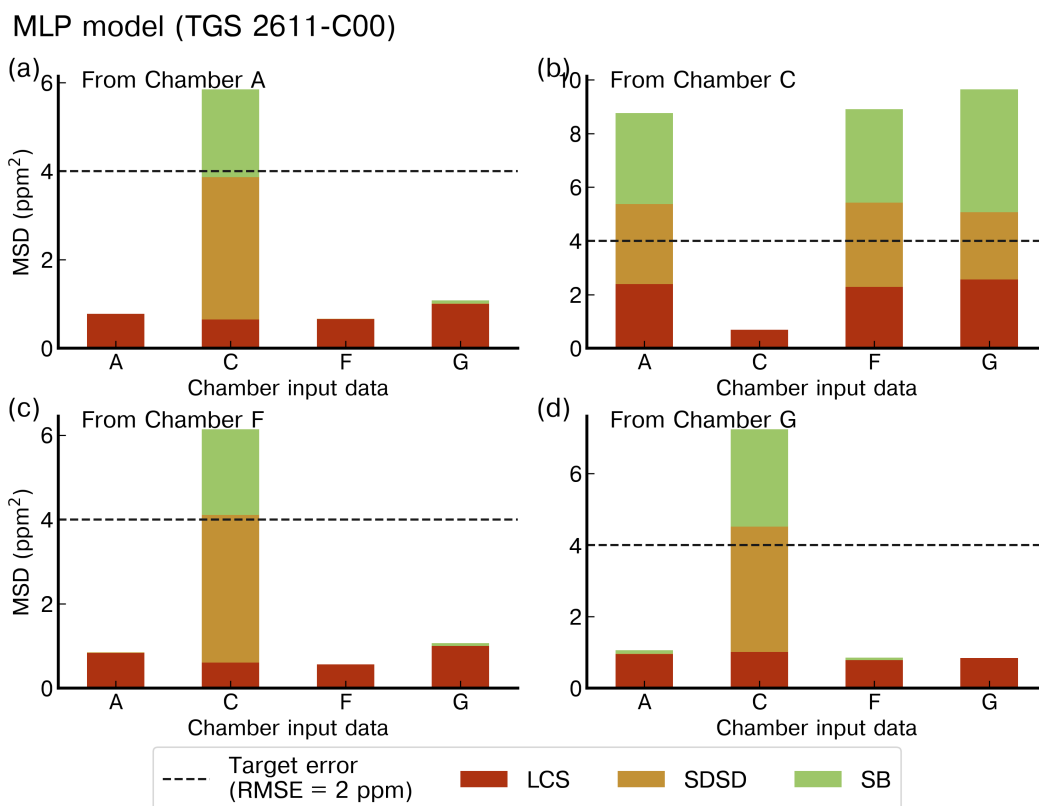 MLP model (TGS 2611-C00)
(a)
From Chamber A
MSD (ppm²)
6
4
2
0
A C F G
Chamber input data
(b)
From Chamber C
10
8
6
4
2
0
A C F G
Chamber input data
(c)
From Chamber F
MSD (ppm²)
6
4
2
0
A C F G
Chamber input data
(d)
From Chamber G
6
4
2
0
A C F G
Chamber input data
Target error
(RMSE = 2 ppm)
LCS
SDSD
SB